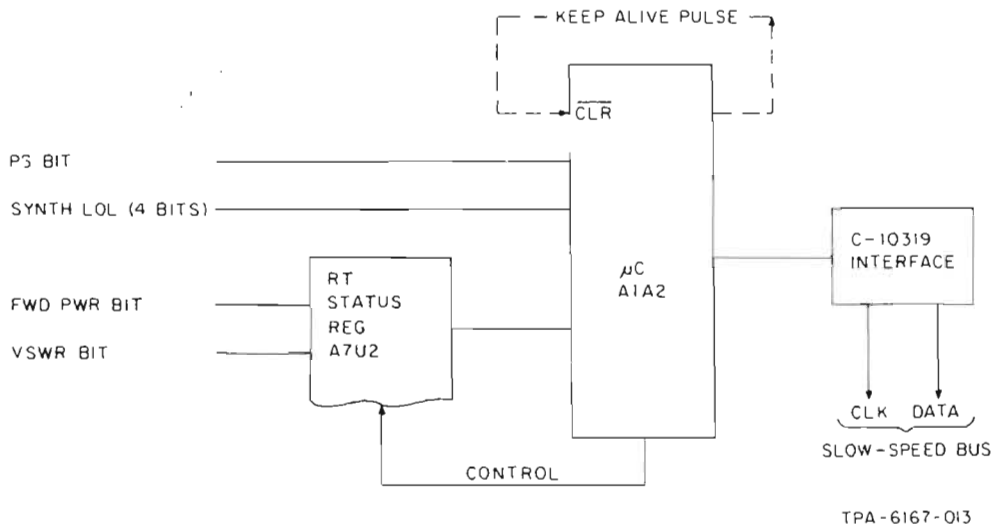 KEEP ALIVE PULSE
CLR
PS BIT
SYNTH LOL (4 BITS)
C-10319
INTERFACE
RT
STATUS
REG
A7U2
µC
A1A2
FWD PWR BIT
VSWR BIT
CLK DATA
SLOW-SPEED BUS
CONTROL
TPA-6167-013